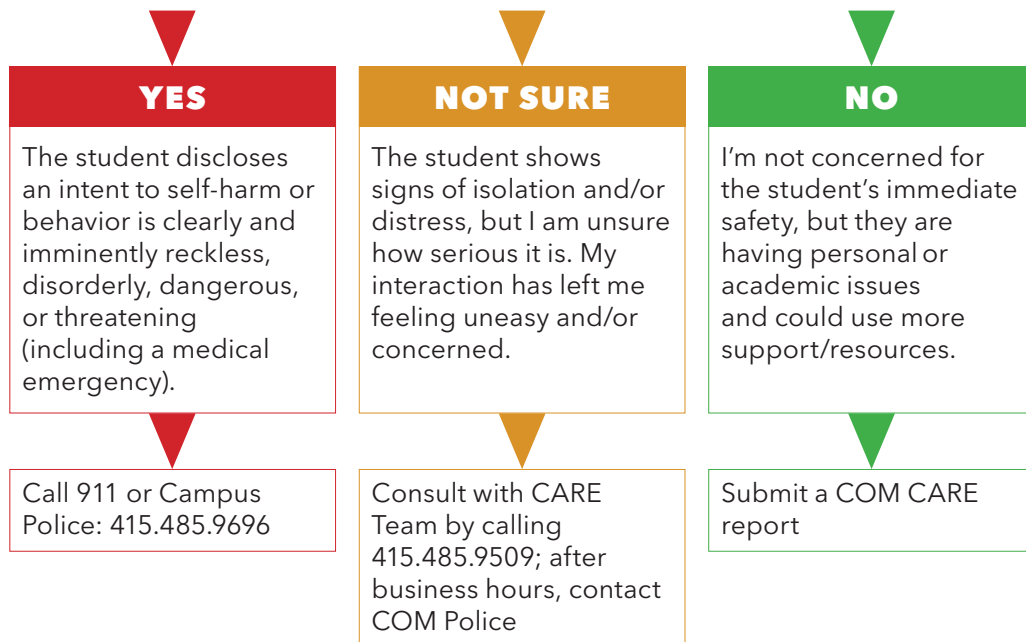 YES
The student discloses
an intent to self-harm or
behavior is clearly and
imminently reckless,
disorderly, dangerous,
or threatening
(including a medical
emergency).
Call 911 or Campus
Police: 415.485.9696
NOT SURE
The student shows
signs of isolation and/or
distress, but I am unsure
how serious it is. My
interaction has left me
feeling uneasy and/or
concerned.
Consult with CARE
Team by calling
415.485.9509; after
business hours, contact
COM Police
NO
I'm not concerned for
the student's immediate
safety, but they are
having personal or
academic issues
and could use more
support/resources.
Submit a COM CARE
report